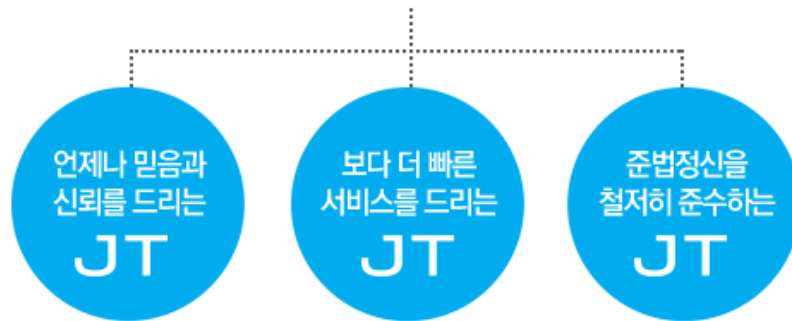 언제나 믿음과
신뢰를 드리는
JT
보다 더 빠른
서비스를 드리는
JT
준법정신을
철저히 준수하는
JT